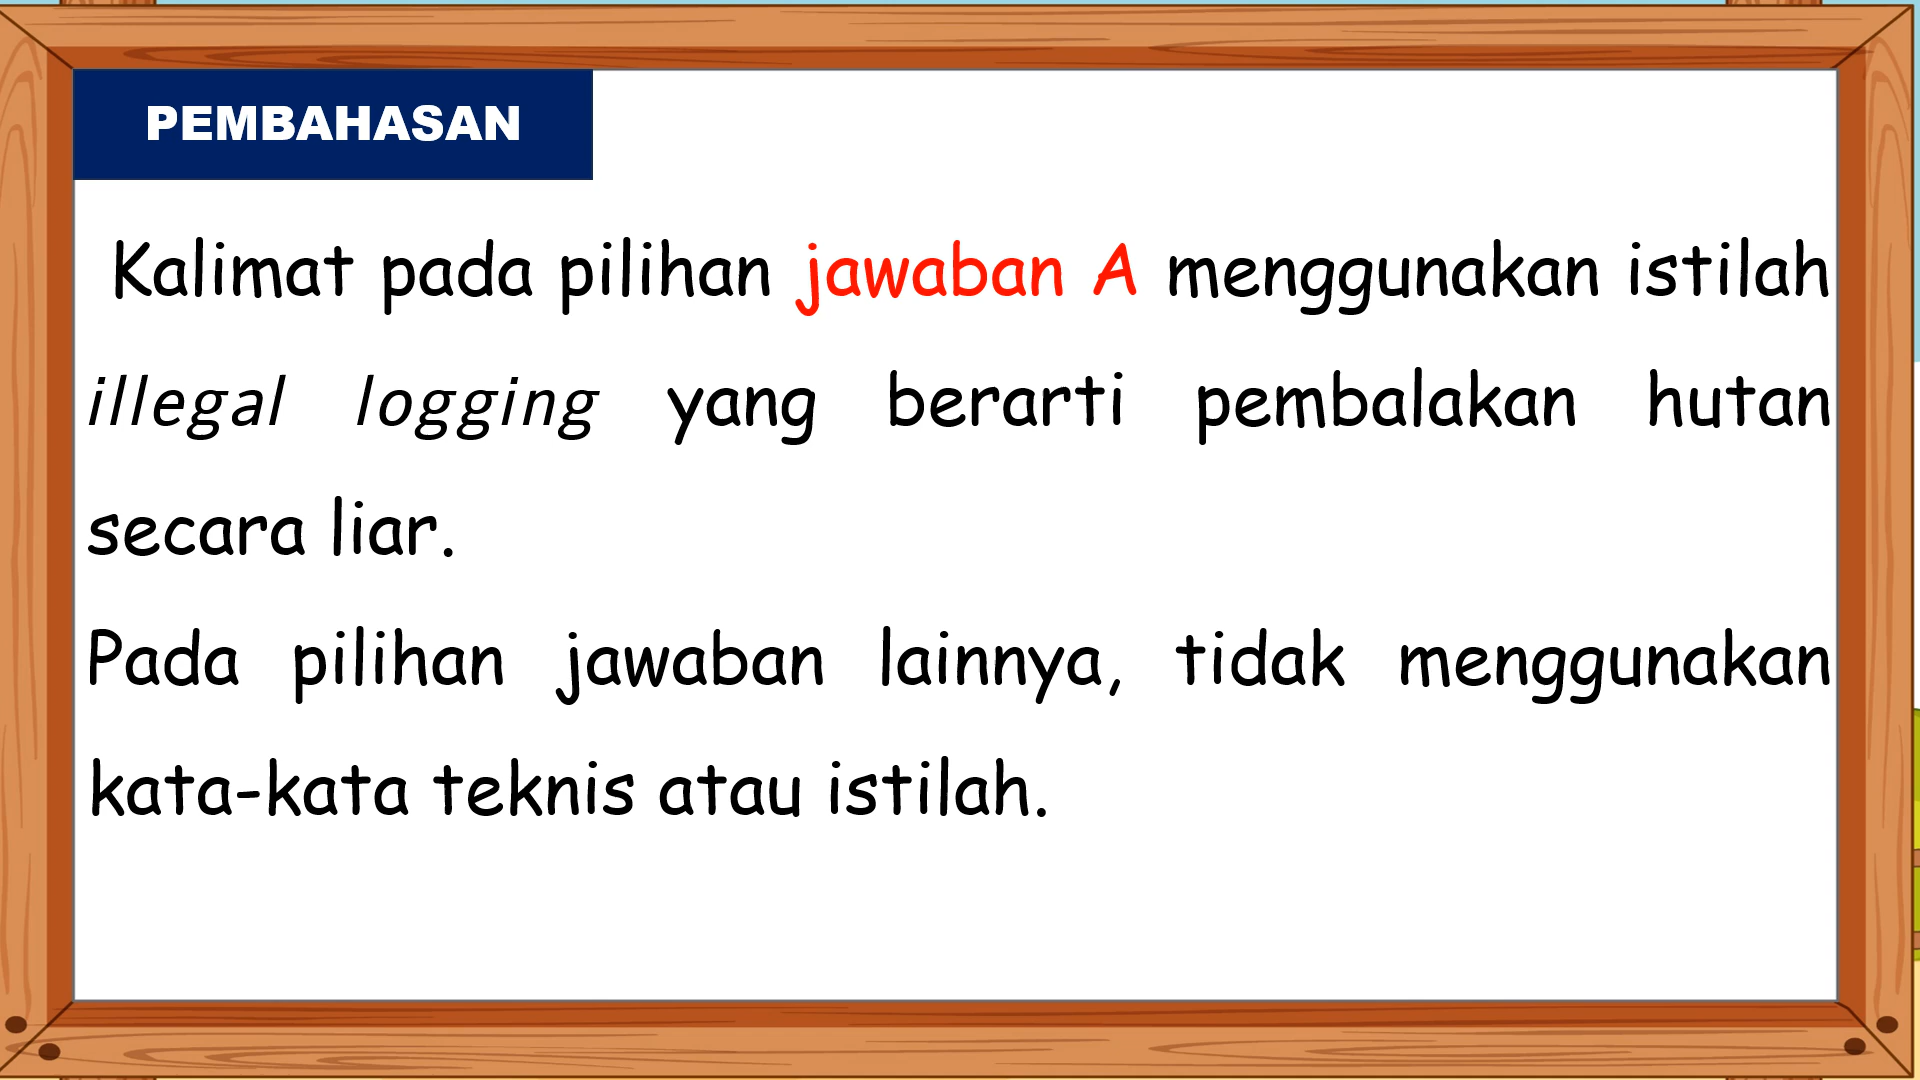 PEMBAHASAN
Kalimat pada pilihan jawaban A menggunakan istilah
illegal logging yang berarti pembalakan hutan
secara liar.
Pada pilihan jawaban lainnya, tidak menggunakan
kata-kata teknis atau istilah.